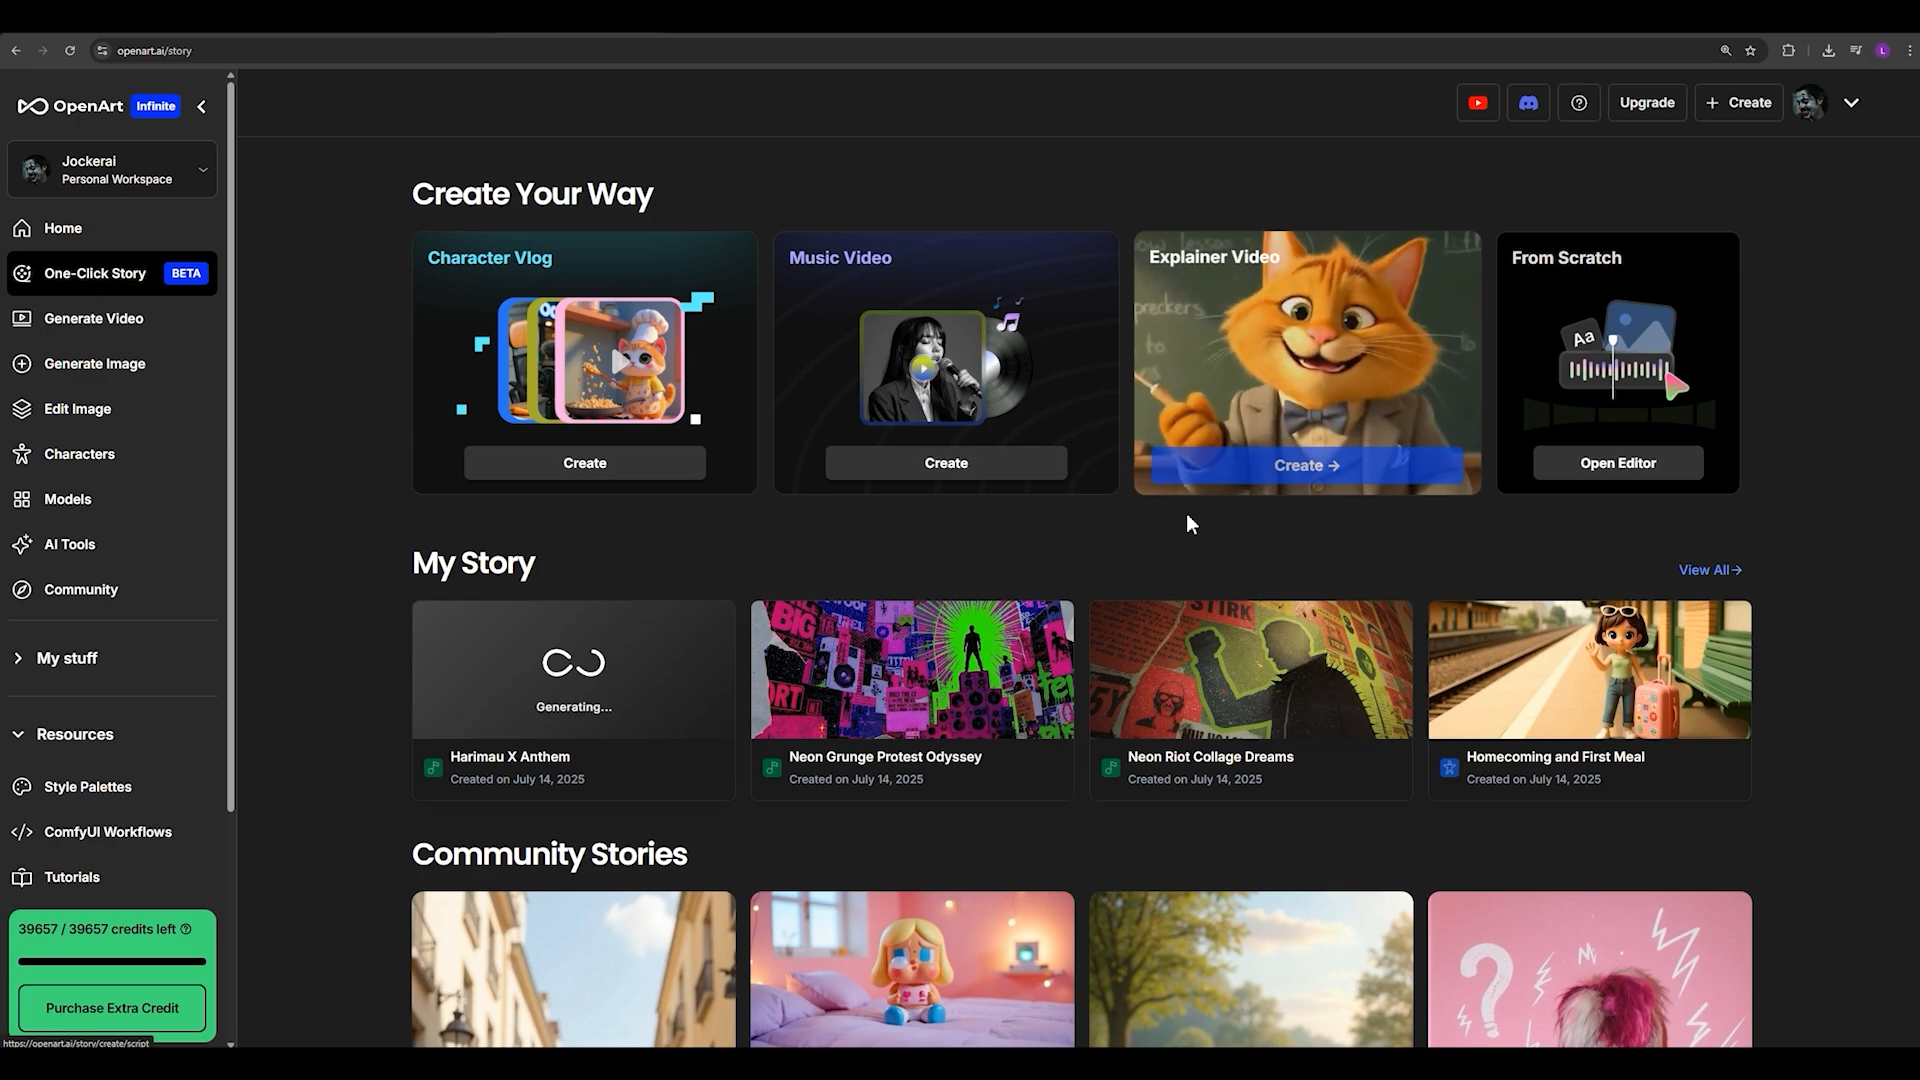 openart.ai/story
OpenArt Infinite
Upgrade
+ Create
Jockerai
Personal Workspace
Home
One-Click Story BETA
Generate Video
Generate Image
Edit Image
Characters
Models
AI Tools
Community
My stuff
Resources
Style Palettes
ComfyUI Workflows
Tutorials
39657 / 39657 credits left
Purchase Extra Credit
https://openart.ai/story/create/script
Create Your Way
Character Vlog
Create
Music Video
Create
Explainer Video
Create →
From Scratch
Aa
Open Editor
My Story
View All →
Generating...
Harimau X Anthem
Created on July 14, 2025
BIG
Neon Grunge Protest Odyssey
Created on July 14, 2025
STIRK
Neon Riot Collage Dreams
Created on July 14, 2025
Homecoming and First Meal
Created on July 14, 2025
Community Stories
?